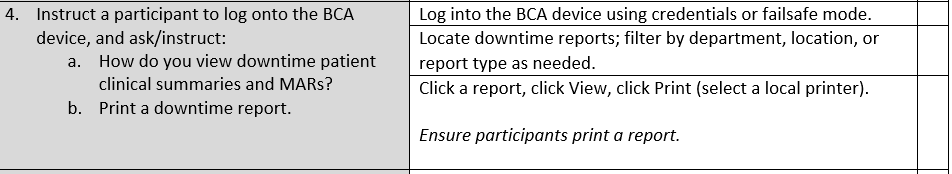 4. Instruct a participant to log onto the BCA
device, and ask/instruct:
a. How do you view downtime patient
clinical summaries and MARs?
b. Print a downtime report.
Log into the BCA device using credentials or failsafe mode.
Locate downtime reports; filter by department, location, or
report type as needed.
Click a report, click View, click Print (select a local printer).
Ensure participants print a report.